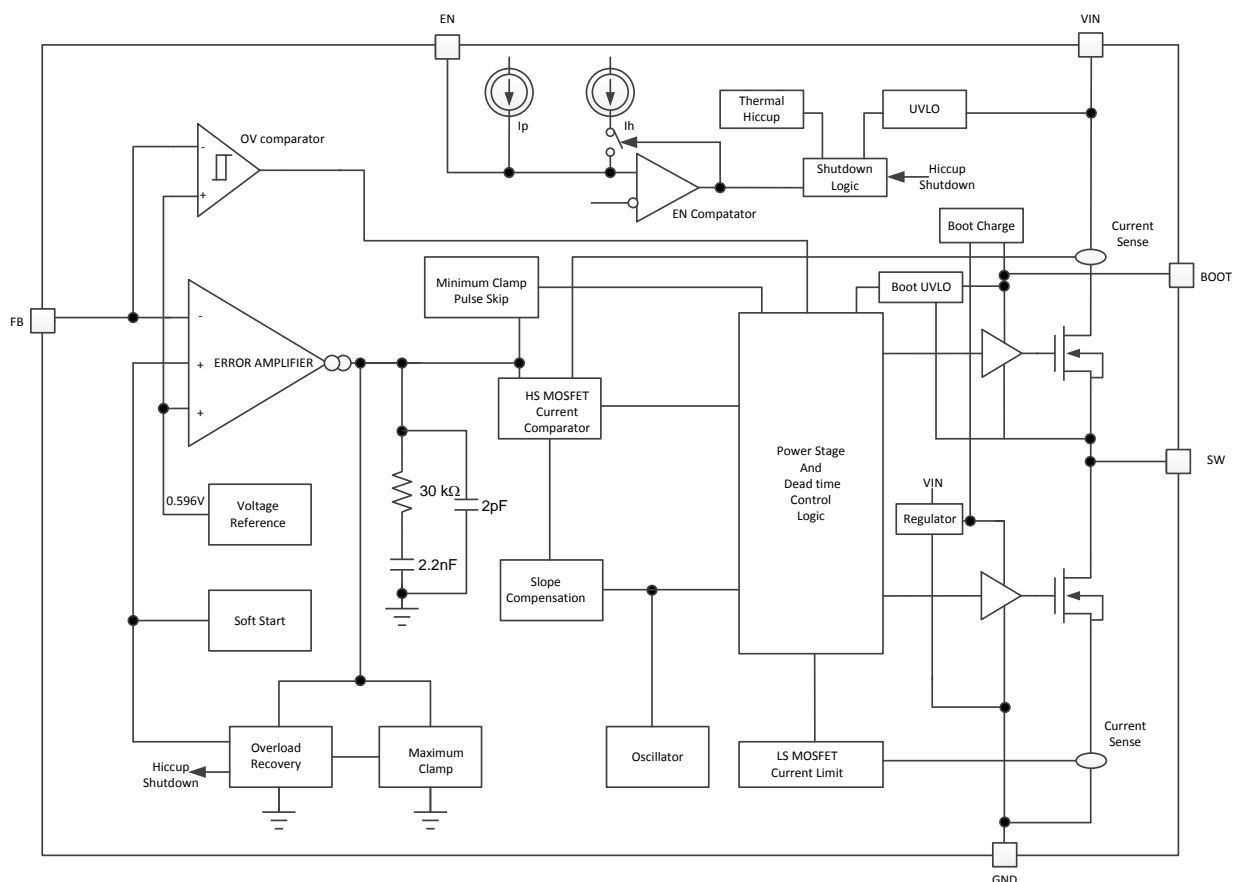 EN
VIN
Ip
Ih
Thermal
Hiccup
UVLO
OV comparator
-
+
Shutdown
Logic
Hiccup
Shutdown
EN Compatator
Boot Charge
Current
Sense
BOOT
Minimum Clamp
Pulse Skip
Boot UVLO
FB
-
ERROR AMPLIFIER
+
+
HS MOSFET
Current
Comparator
Power Stage
And
Dead time
Control
Logic
SW
0.596V
Voltage
Reference
30 kΩ
2pF
2.2nF
VIN
Regulator
Slope
Compensation
Soft Start
Overload
Recovery
Maximum
Clamp
Hiccup
Shutdown
Oscillator
LS MOSFET
Current Limit
Current
Sense
GND